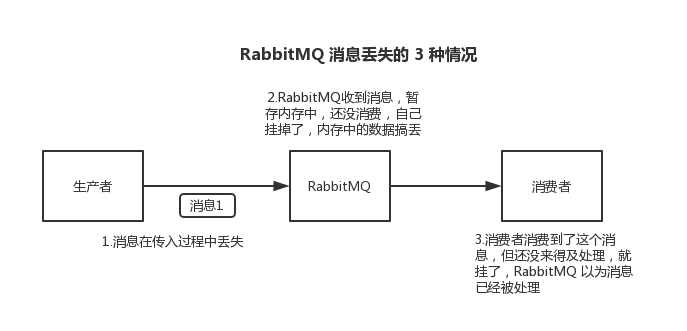 RabbitMQ 消息丢失的 3 种情况
2.RabbitMQ收到消息，暂
存内存中，还没消费，自己
挂掉了，内存中的数据搞丢
生产者
RabbitMQ
消费者
消息1
1.消息在传入过程中丢失
3.消费者消费到了这个消
息，但还没来得及处理，就
挂了，RabbitMQ 以为消息
已经被处理